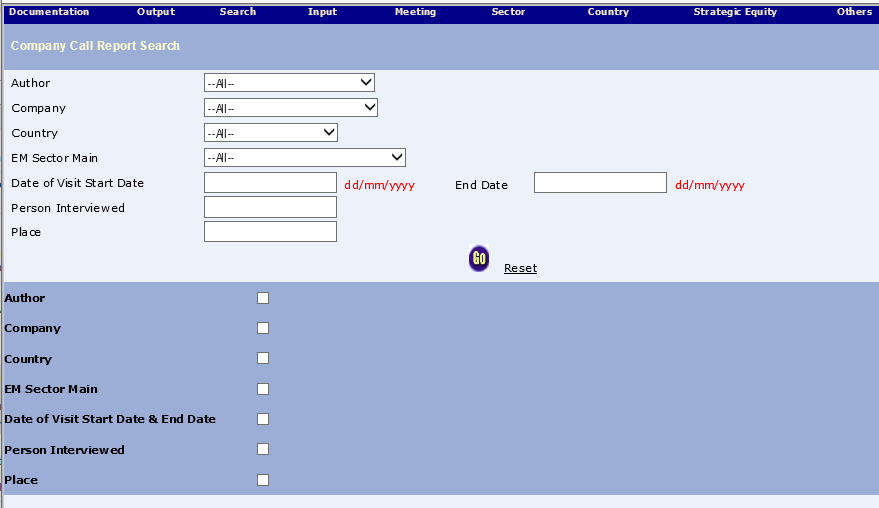 Documentation Output Search Input Meeting Sector Country Strategic Equity Others
Company Call Report Search
Author --All--
Company --All--
Country --All--
EM Sector Main --All--
Date of Visit Start Date dd/mm/yyyy End Date dd/mm/yyyy
Person Interviewed
Place
Go Reset
Author
Company
Country
EM Sector Main
Date of Visit Start Date & End Date
Person Interviewed
Place